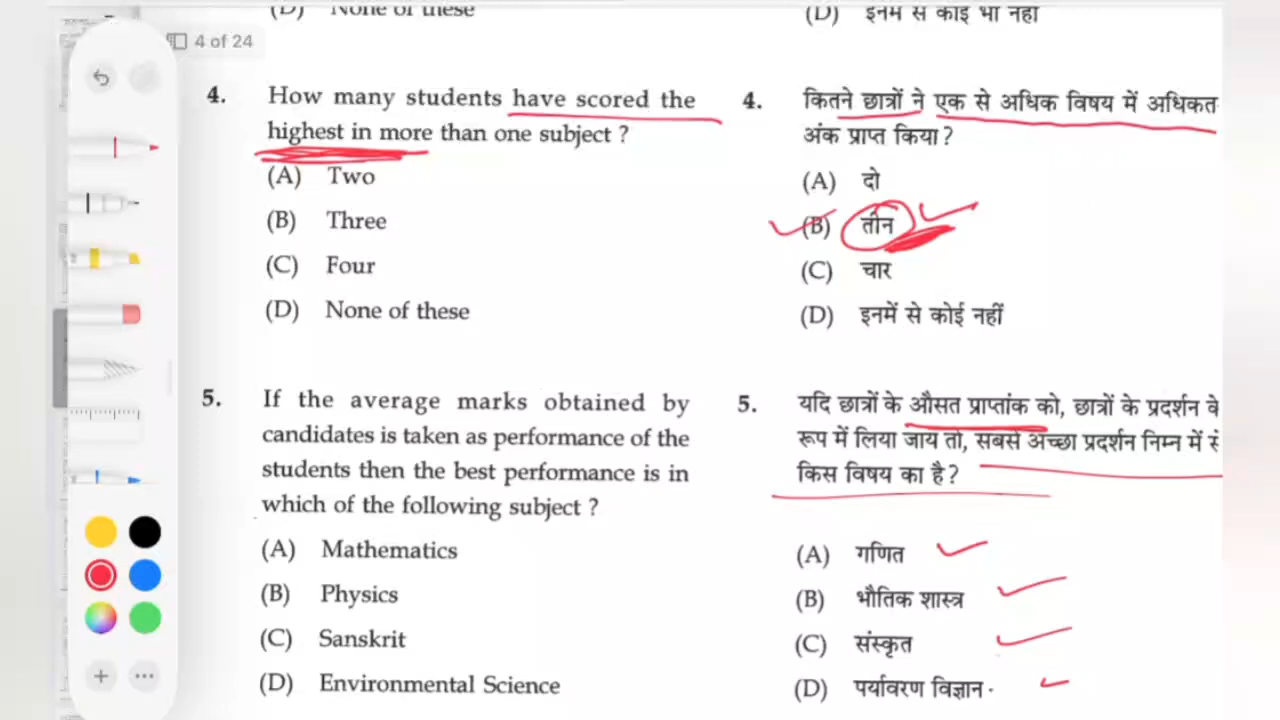 (D) None of these
(D) इनमें से कोई भी नहीं
4 of 24
4. How many students have scored the
highest in more than one subject ?
(A) Two
(B) Three
(C) Four
(D) None of these
4. कितने छात्रों ने एक से अधिक विषय में अधिकत
अंक प्राप्त किया?
(A) दो
(B) तीन
(C) चार
(D) इनमें से कोई नहीं
5. If the average marks obtained by
candidates is taken as performance of the
students then the best performance is in
which of the following subject ?
(A) Mathematics
(B) Physics
(C) Sanskrit
(D) Environmental Science
5. यदि छात्रों के औसत प्राप्तांक को, छात्रों के प्रदर्शन के
रूप में लिया जाय तो, सबसे अच्छा प्रदर्शन निम्न में से
किस विषय का है?
(A) गणित
(B) भौतिक शास्त्र
(C) संस्कृत
(D) पर्यावरण विज्ञान